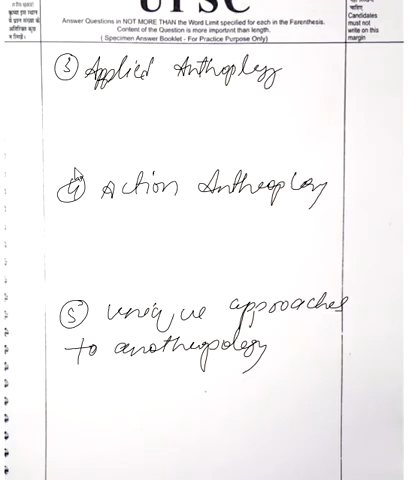 UPSC
Answer Questions in NOT MORE THAN the Word Limit specified for each in the Parenthesis.
Content of the Question is more important than length.
( Specimen Answer Booklet - For Practice Purpose Only)
Candidates
must not
write on this
margin
③ Applied Anthoplogy
④ Action Antheoplogy
⑤ unique approaches
to anothropology